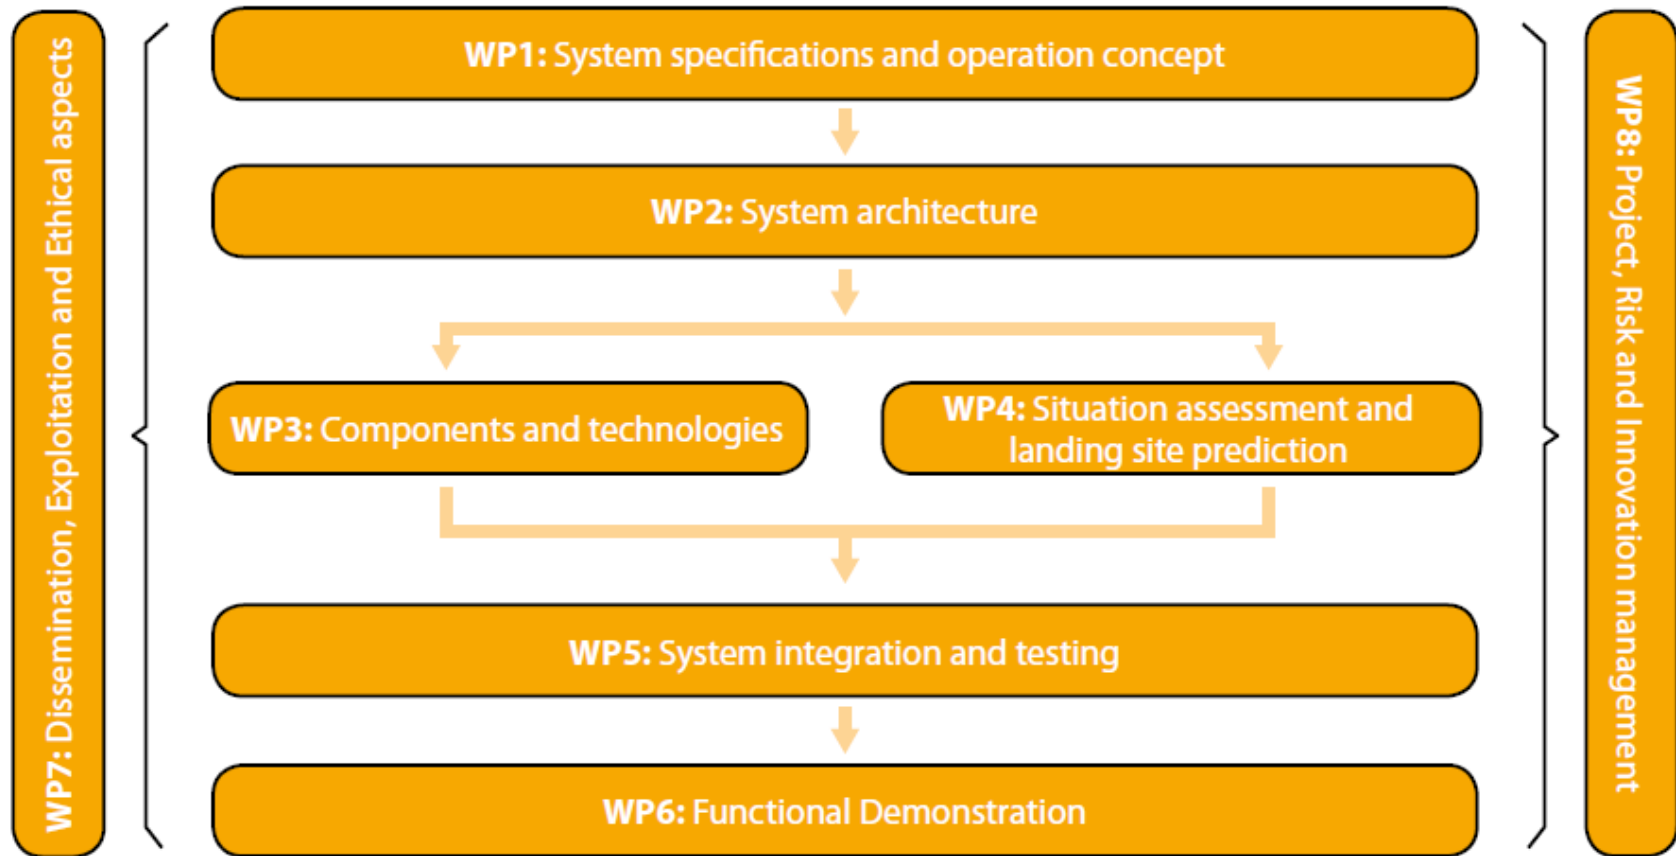 WP7: Dissemination, Exploitation and Ethical aspects
WP1: System specifications and operation concept
WP2: System architecture
WP3: Components and technologies
WP4: Situation assessment and
landing site prediction
WP5: System integration and testing
WP6: Functional Demonstration
WP8: Project, Risk and Innovation management